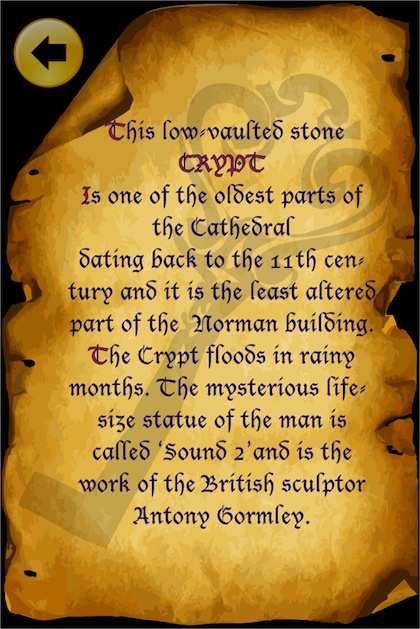 This low-vaulted stone
CRYPT
Is one of the oldest parts of
the Cathedral
dating back to the 11th cen-
tury and it is the least altered
part of the Norman building.
The Crypt floods in rainy
months. The mysterious life-
size statue of the man is
called ‘Sound 2’and is the
work of the British sculptor
Antony Gormley.